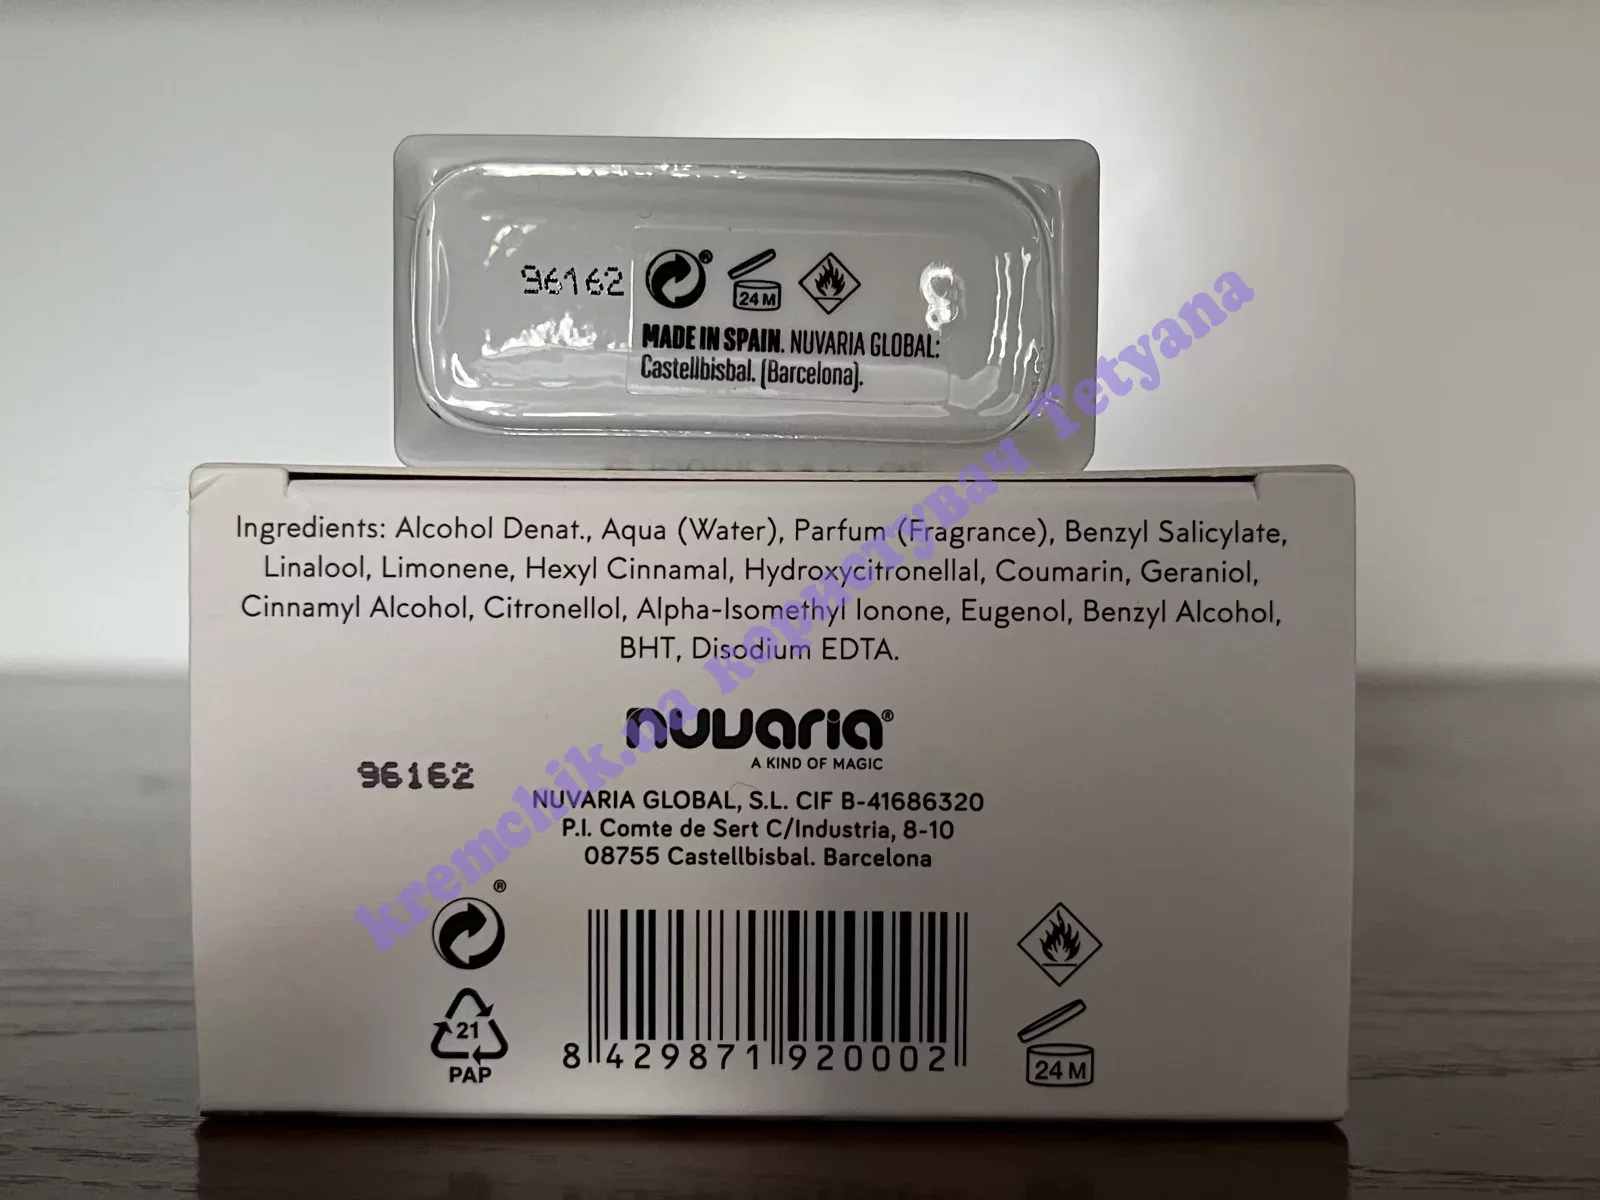 96162
®
24 M
MADE IN SPAIN. NUVARIA GLOBAL:
Castellbisbal. (Barcelona).
Ingredients: Alcohol Denat., Aqua (Water), Parfum (Fragrance), Benzyl Salicylate,
Linalool, Limonene, Hexyl Cinnamal, Hydroxycitronellal, Coumarin, Geraniol,
Cinnamyl Alcohol, Citronellol, Alpha-Isomethyl Ionone, Eugenol, Benzyl Alcohol,
BHT, Disodium EDTA.
nuvaria®
A KIND OF MAGIC
96162
NUVARIA GLOBAL, S.L. CIF B-41686320
P.I. Comte de Sert C/Industria, 8-10
08755 Castellbisbal. Barcelona
®
21
PAP
8 429871 920002
24 M
kremchik.ua користувач Tetyana